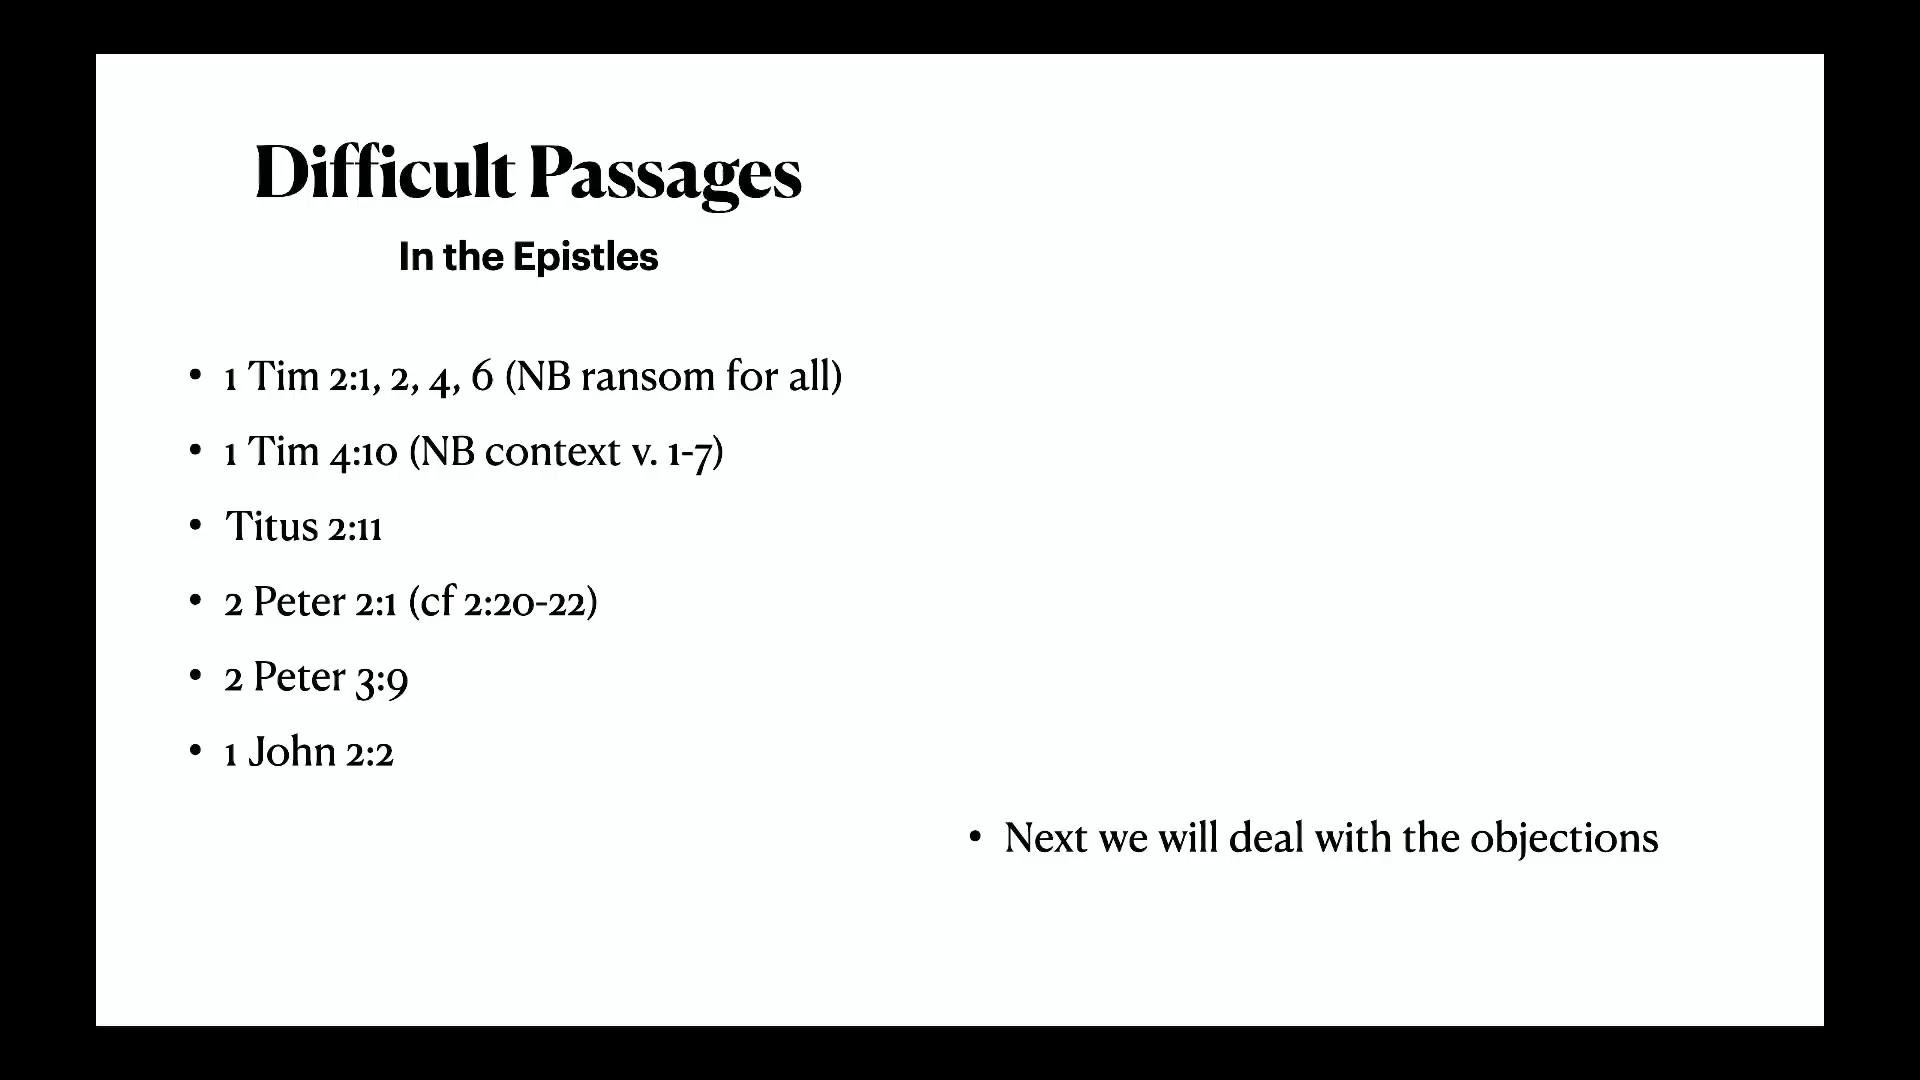 Difficult Passages
In the Epistles
• 1 Tim 2:1, 2, 4, 6 (NB ransom for all)
• 1 Tim 4:10 (NB context v. 1-7)
• Titus 2:11
• 2 Peter 2:1 (cf 2:20-22)
• 2 Peter 3:9
• 1 John 2:2
• Next we will deal with the objections